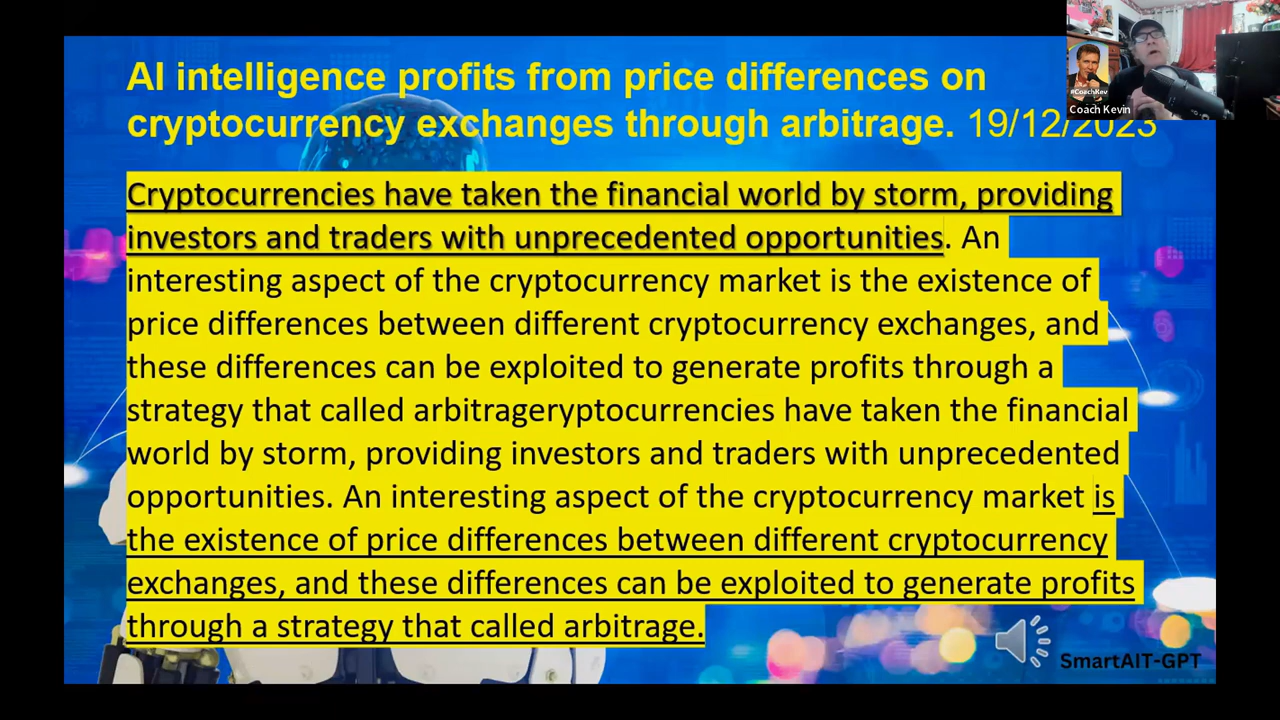 AI intelligence profits from price differences on
cryptocurrency exchanges through arbitrage. 19/12/2023
#CoachKev
Coach Kevin
Cryptocurrencies have taken the financial world by storm, providing
investors and traders with unprecedented opportunities. An
interesting aspect of the cryptocurrency market is the existence of
price differences between different cryptocurrency exchanges, and
these differences can be exploited to generate profits through a
strategy that called arbitrageryptocurrencies have taken the financial
world by storm, providing investors and traders with unprecedented
opportunities. An interesting aspect of the cryptocurrency market is
the existence of price differences between different cryptocurrency
exchanges, and these differences can be exploited to generate profits
through a strategy that called arbitrage.
SmartAIT-GPT